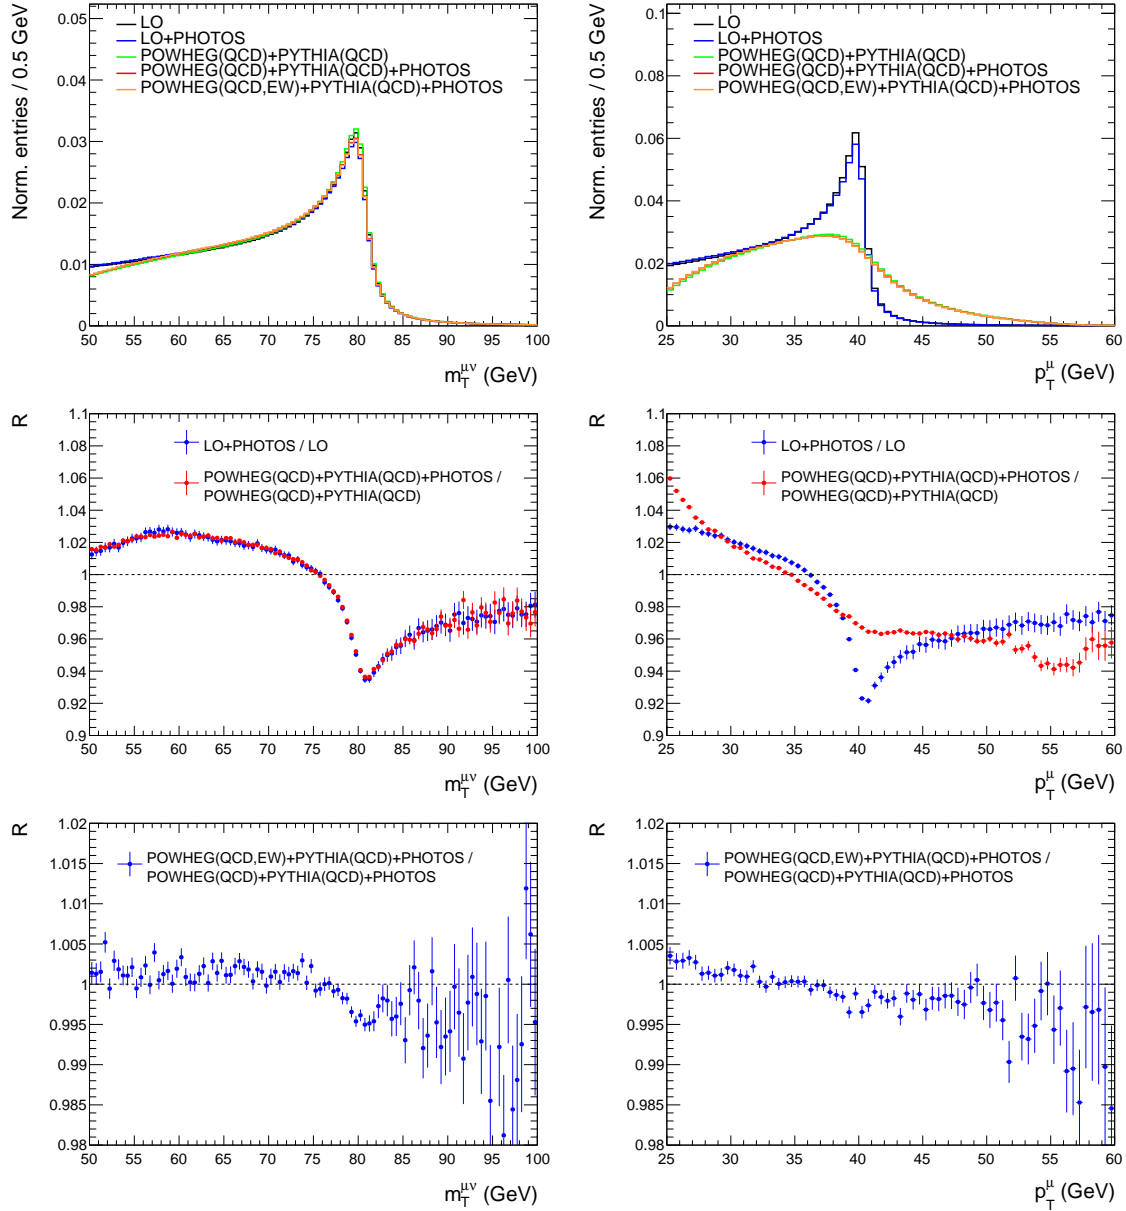 Norm. entries / 0.5 GeV
0.05
0.04
0.03
0.02
0.01
0
LO
LO+PHOTOS
POWHEG(QCD)+PYTHIA(QCD)
POWHEG(QCD)+PYTHIA(QCD)+PHOTOS
POWHEG(QCD,EW)+PYTHIA(QCD)+PHOTOS
50 55 60 65 70 75 80 85 90 95 100
m_T^{μν} (GeV)
Norm. entries / 0.5 GeV
0.1
0.08
0.06
0.04
0.02
0
LO
LO+PHOTOS
POWHEG(QCD)+PYTHIA(QCD)
POWHEG(QCD)+PYTHIA(QCD)+PHOTOS
POWHEG(QCD,EW)+PYTHIA(QCD)+PHOTOS
25 30 35 40 45 50 55 60
p_T^μ (GeV)
R
1.1
1.08
1.06
1.04
1.02
1
0.98
0.96
0.94
0.92
0.9
LO+PHOTOS / LO
POWHEG(QCD)+PYTHIA(QCD)+PHOTOS /
POWHEG(QCD)+PYTHIA(QCD)
50 55 60 65 70 75 80 85 90 95 100
m_T^{μν} (GeV)
R
1.1
1.08
1.06
1.04
1.02
1
0.98
0.96
0.94
0.92
0.9
LO+PHOTOS / LO
POWHEG(QCD)+PYTHIA(QCD)+PHOTOS /
POWHEG(QCD)+PYTHIA(QCD)
25 30 35 40 45 50 55 60
p_T^μ (GeV)
R
1.02
1.015
1.01
1.005
1
0.995
0.99
0.985
0.98
POWHEG(QCD,EW)+PYTHIA(QCD)+PHOTOS /
POWHEG(QCD)+PYTHIA(QCD)+PHOTOS
50 55 60 65 70 75 80 85 90 95 100
m_T^{μν} (GeV)
R
1.02
1.015
1.01
1.005
1
0.995
0.99
0.985
0.98
POWHEG(QCD,EW)+PYTHIA(QCD)+PHOTOS /
POWHEG(QCD)+PYTHIA(QCD)+PHOTOS
25 30 35 40 45 50 55 60
p_T^μ (GeV)